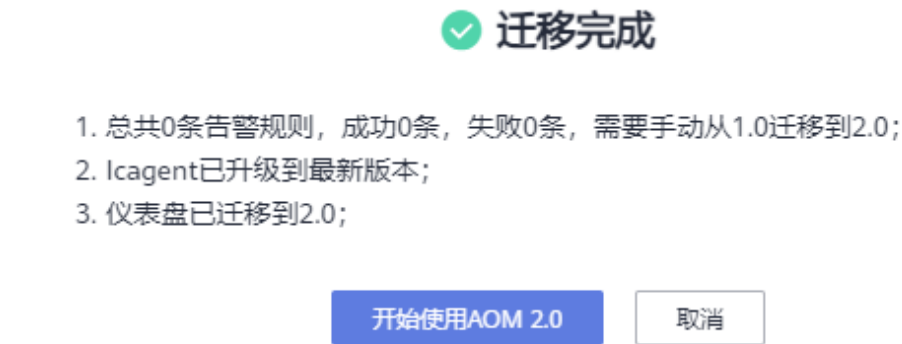 迁移完成
1. 总共0条告警规则，成功0条，失败0条，需要手动从1.0迁移到2.0；
2. Icagent已升级到最新版本；
3. 仪表盘已迁移到2.0；
开始使用AOM 2.0 取消